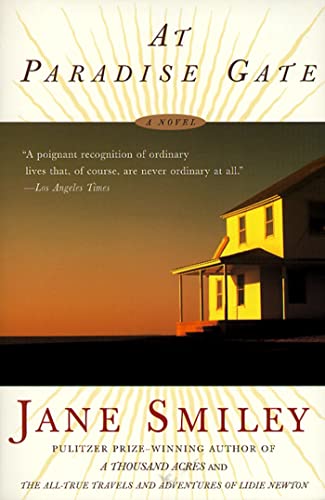 AT
PARADISE GATE
A NOVEL
"A poignant recognition of ordinary
lives that, of course, are never ordinary at all."
—Los Angeles Times
JANE SMILEY
PULITZER PRIZE–WINNING AUTHOR OF
A THOUSAND ACRES AND
THE ALL-TRUE TRAVELS AND ADVENTURES OF LIDIE NEWTON